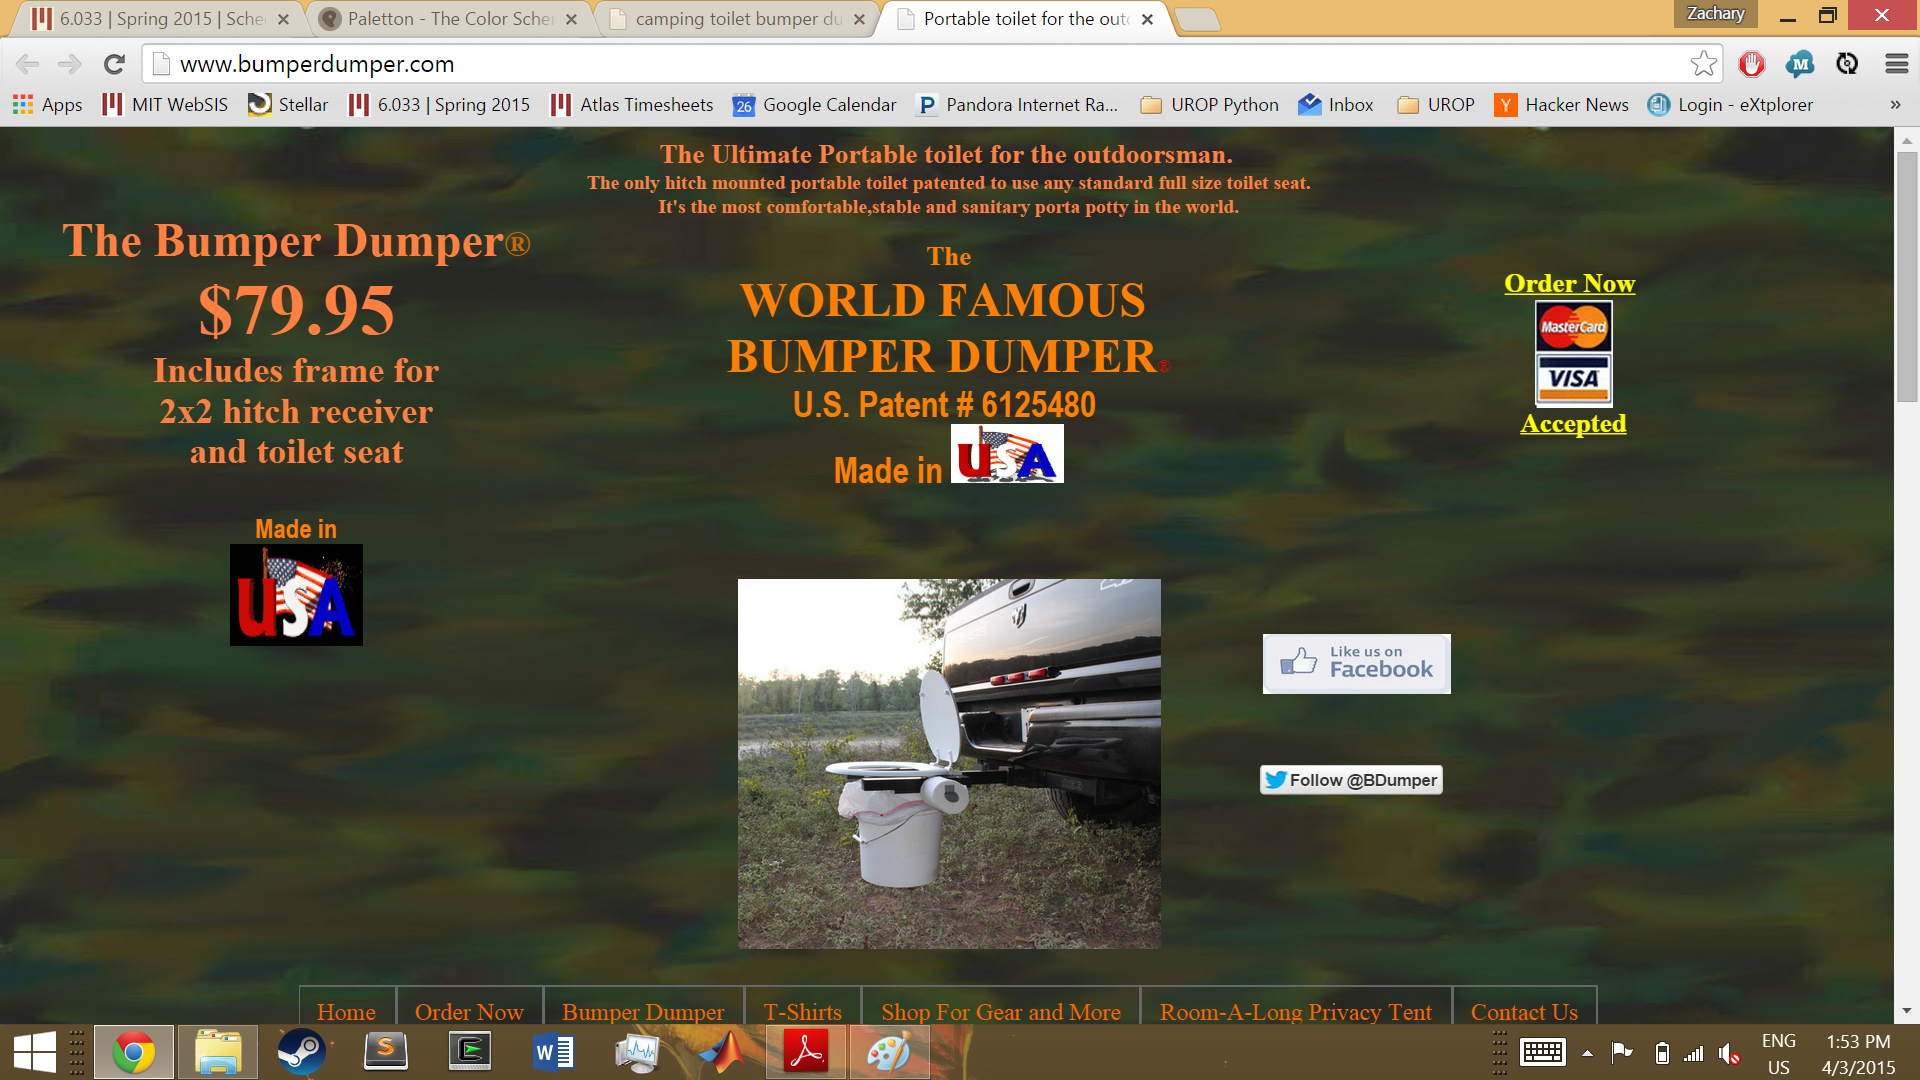 6.033 | Spring 2015 | Sche
Paletton - The Color Sche
camping toilet bumper du
Portable toilet for the outd
Zachary
www.bumperdumper.com
Apps
MIT WebSIS
Stellar
6.033 | Spring 2015
Atlas Timesheets
26
Google Calendar
Pandora Internet Ra...
UROP Python
Inbox
UROP
Hacker News
Login - eXtplorer
The Ultimate Portable toilet for the outdoorsman.
The only hitch mounted portable toilet patented to use any standard full size toilet seat.
It's the most comfortable,stable and sanitary porta potty in the world.
The Bumper Dumper®
$79.95
Includes frame for
2x2 hitch receiver
and toilet seat
Made in
USA
The
WORLD FAMOUS
BUMPER DUMPER®
U.S. Patent # 6125480
Made in USA
Order Now
MasterCard
VISA
Accepted
Like us on
Facebook
Follow @BDumper
Home
Order Now
Bumper Dumper
T-Shirts
Shop For Gear and More
Room-A-Long Privacy Tent
Contact Us
ENG
US
1:53 PM
4/3/2015